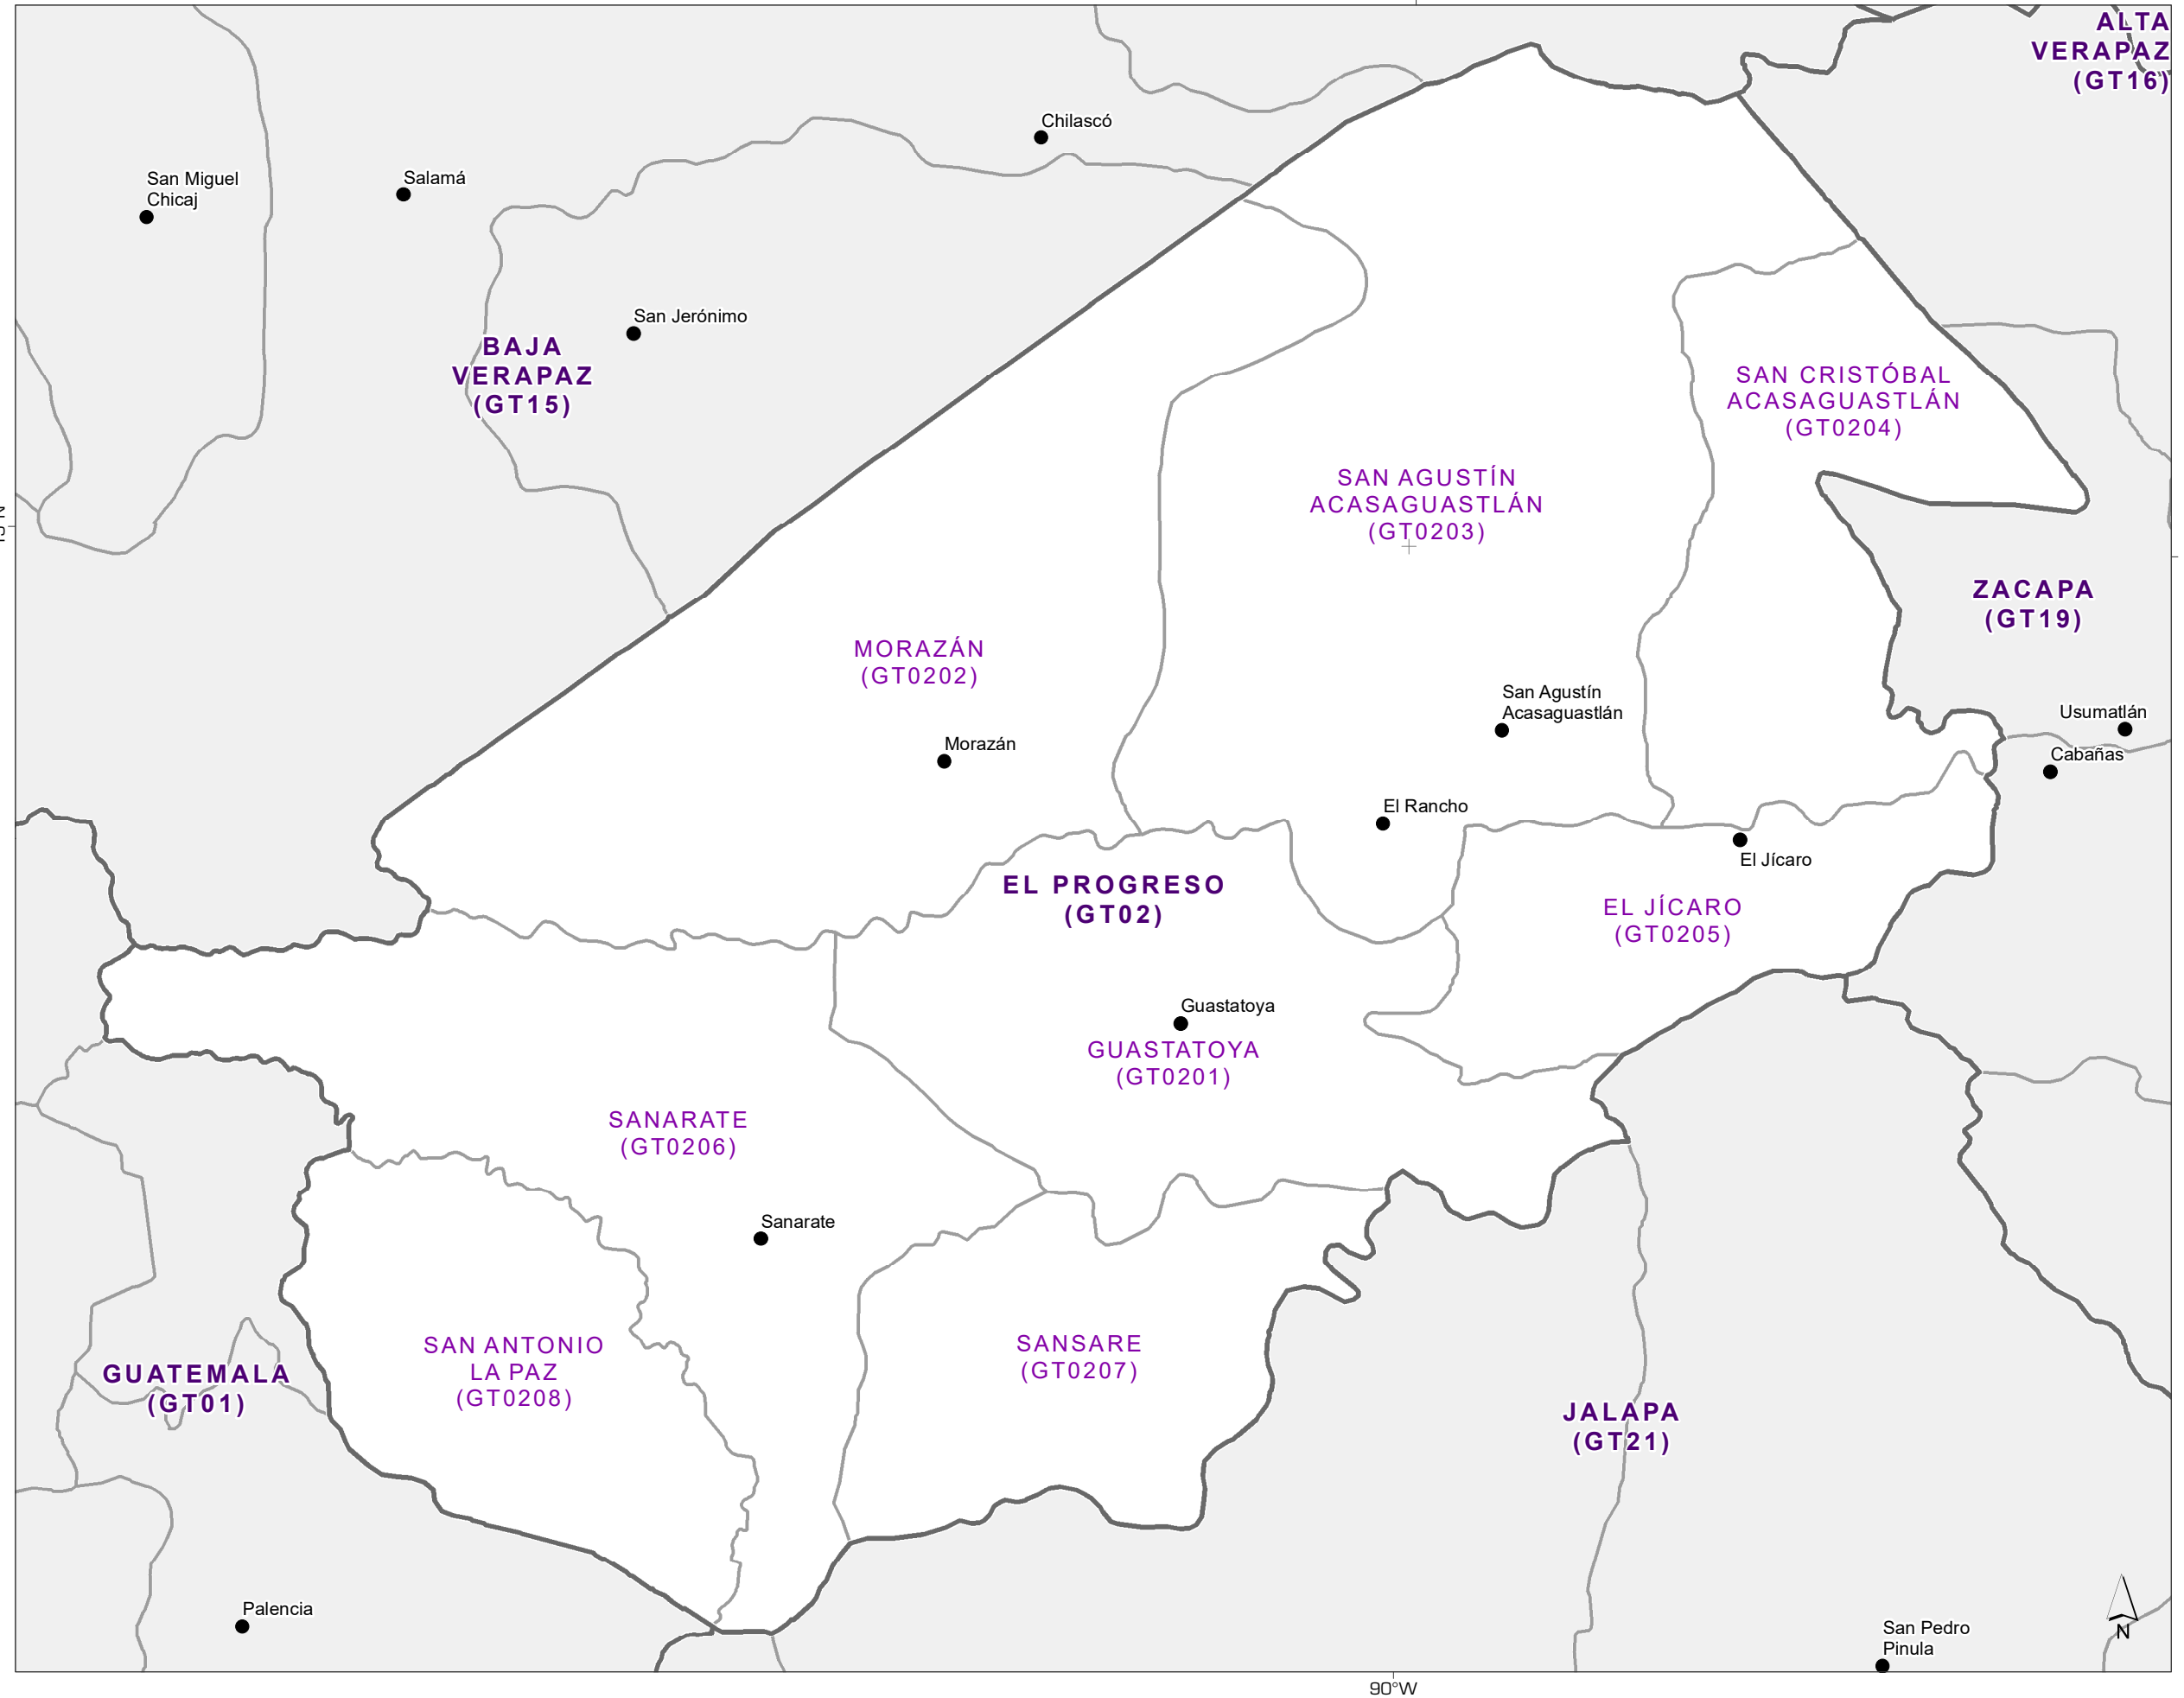 ALTA
VERAPAZ
(GT16)
Chilascó
San Miguel
Chicaj
Salamá
San Jerónimo
BAJA
VERAPAZ
(GT15)
SAN CRISTÓBAL
ACASAGUASTLÁN
(GT0204)
SAN AGUSTÍN
ACASAGUASTLÁN
(GT0203)
ZACAPA
(GT19)
MORAZÁN
(GT0202)
San Agustín
Acasaguastlán
Usumatlán
Morazán
Cabañas
El Rancho
El Jícaro
EL PROGRESO
(GT02)
EL JÍCARO
(GT0205)
Guastatoya
GUASTATOYA
(GT0201)
SANARATE
(GT0206)
Sanarate
SAN ANTONIO
LA PAZ
(GT0208)
SANSARE
(GT0207)
GUATEMALA
(GT01)
JALAPA
(GT21)
Palencia
San Pedro
Pinula
N
90°W